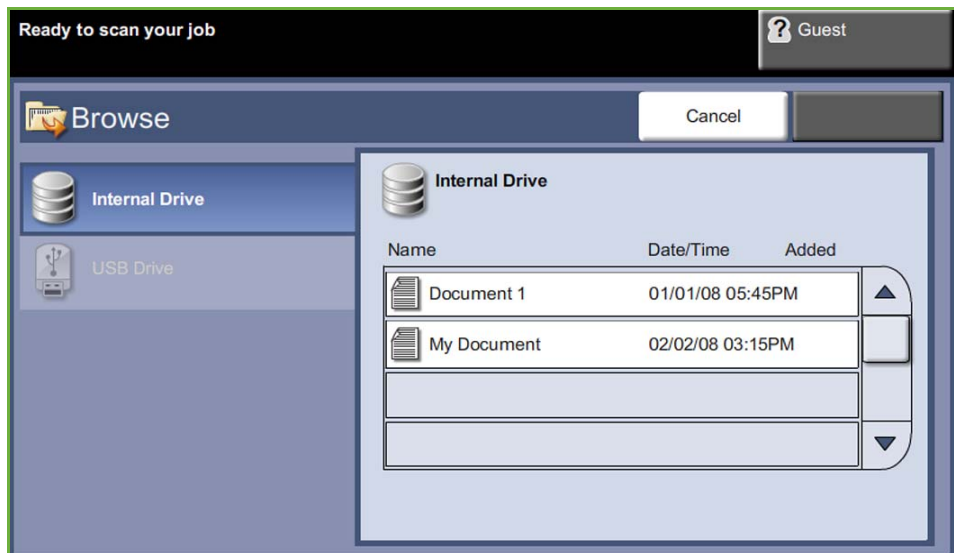 Ready to scan your job
Guest
Browse
Cancel
Internal Drive
USB Drive
Internal Drive
Name Date/Time Added
Document 1 01/01/08 05:45PM
My Document 02/02/08 03:15PM